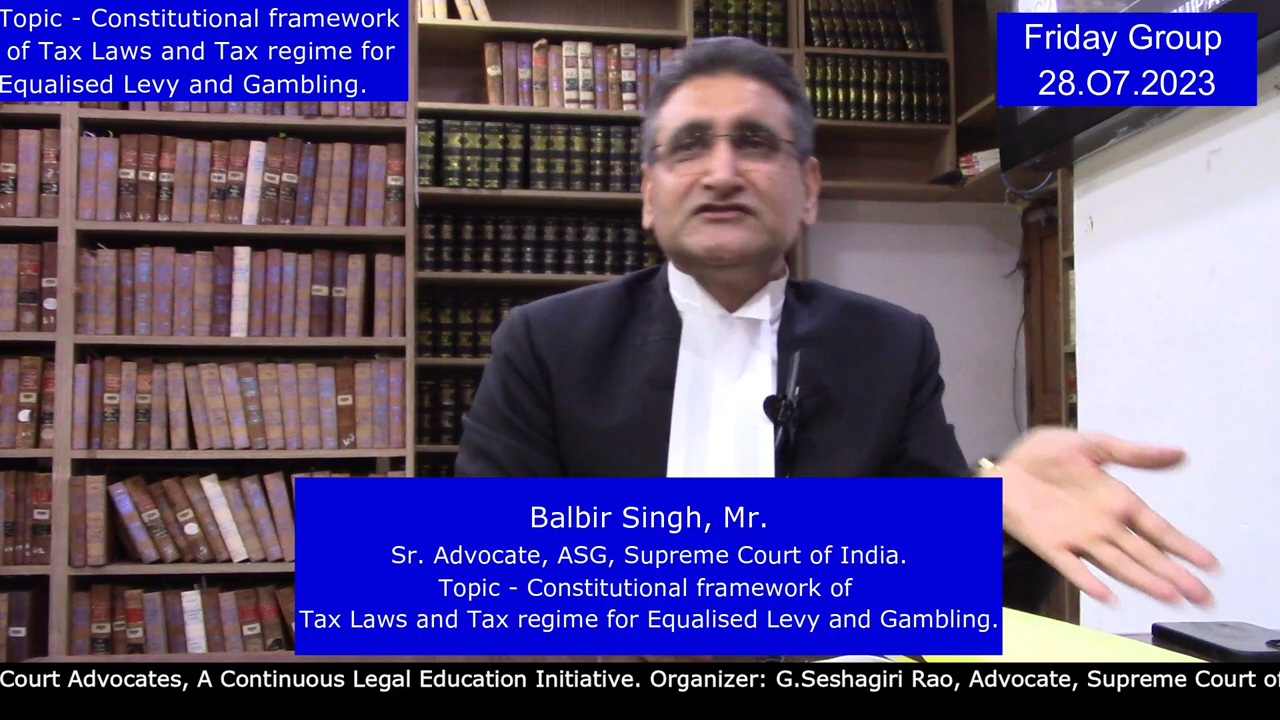 Topic - Constitutional framework
of Tax Laws and Tax regime for
Equalised Levy and Gambling.
Friday Group
28.O7.2023
Balbir Singh, Mr.
Sr. Advocate, ASG, Supreme Court of India.
Topic - Constitutional framework of
Tax Laws and Tax regime for Equalised Levy and Gambling.
Court Advocates, A Continuous Legal Education Initiative. Organizer: G.Seshagiri Rao, Advocate, Supreme Court of